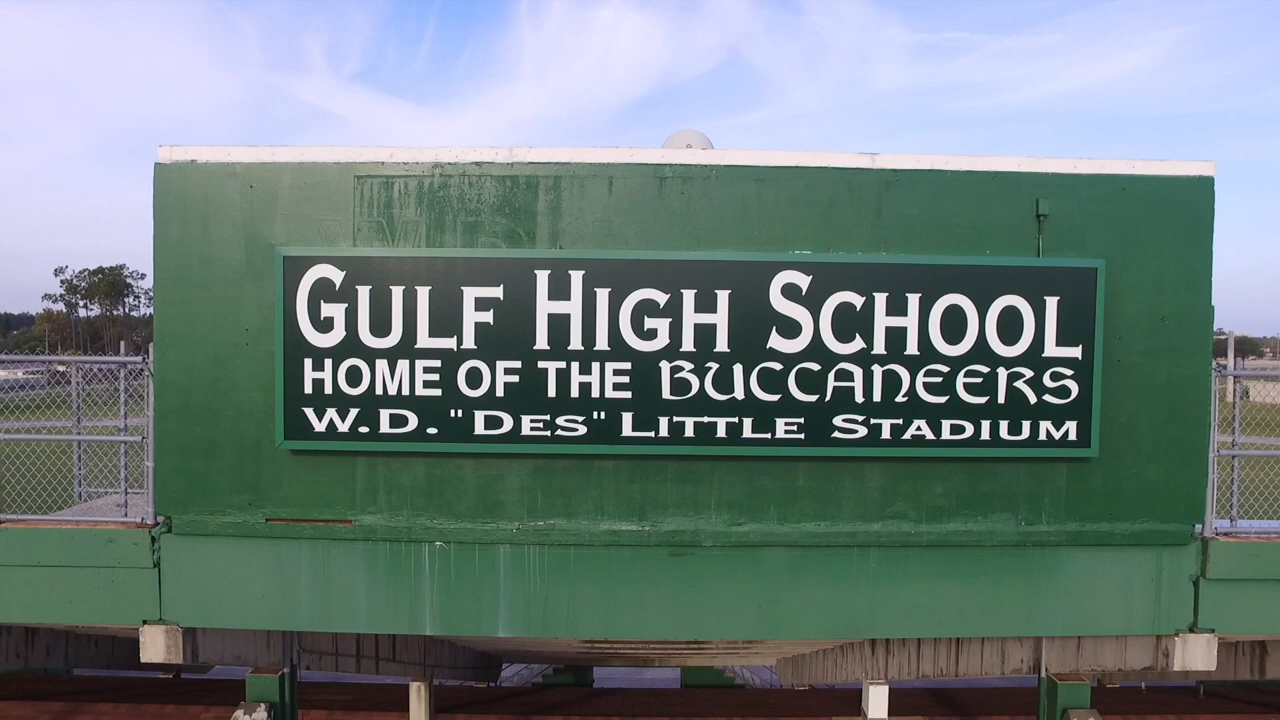 Gulf High School
HOME OF THE BUCCANEERS
W.D. "Des" Little Stadium